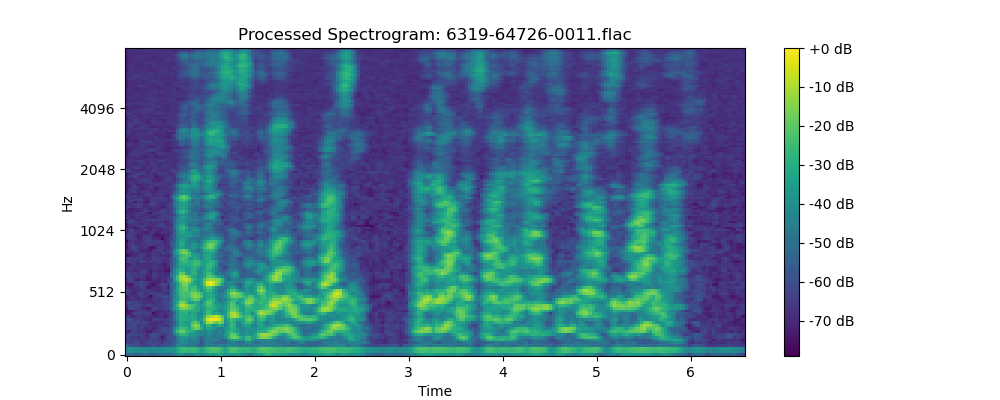 Processed Spectrogram: 6319-64726-0011.flac
Hz
4096
2048
1024
512
0
0 1 2 3 4 5 6
Time
+0 dB
-10 dB
-20 dB
-30 dB
-40 dB
-50 dB
-60 dB
-70 dB